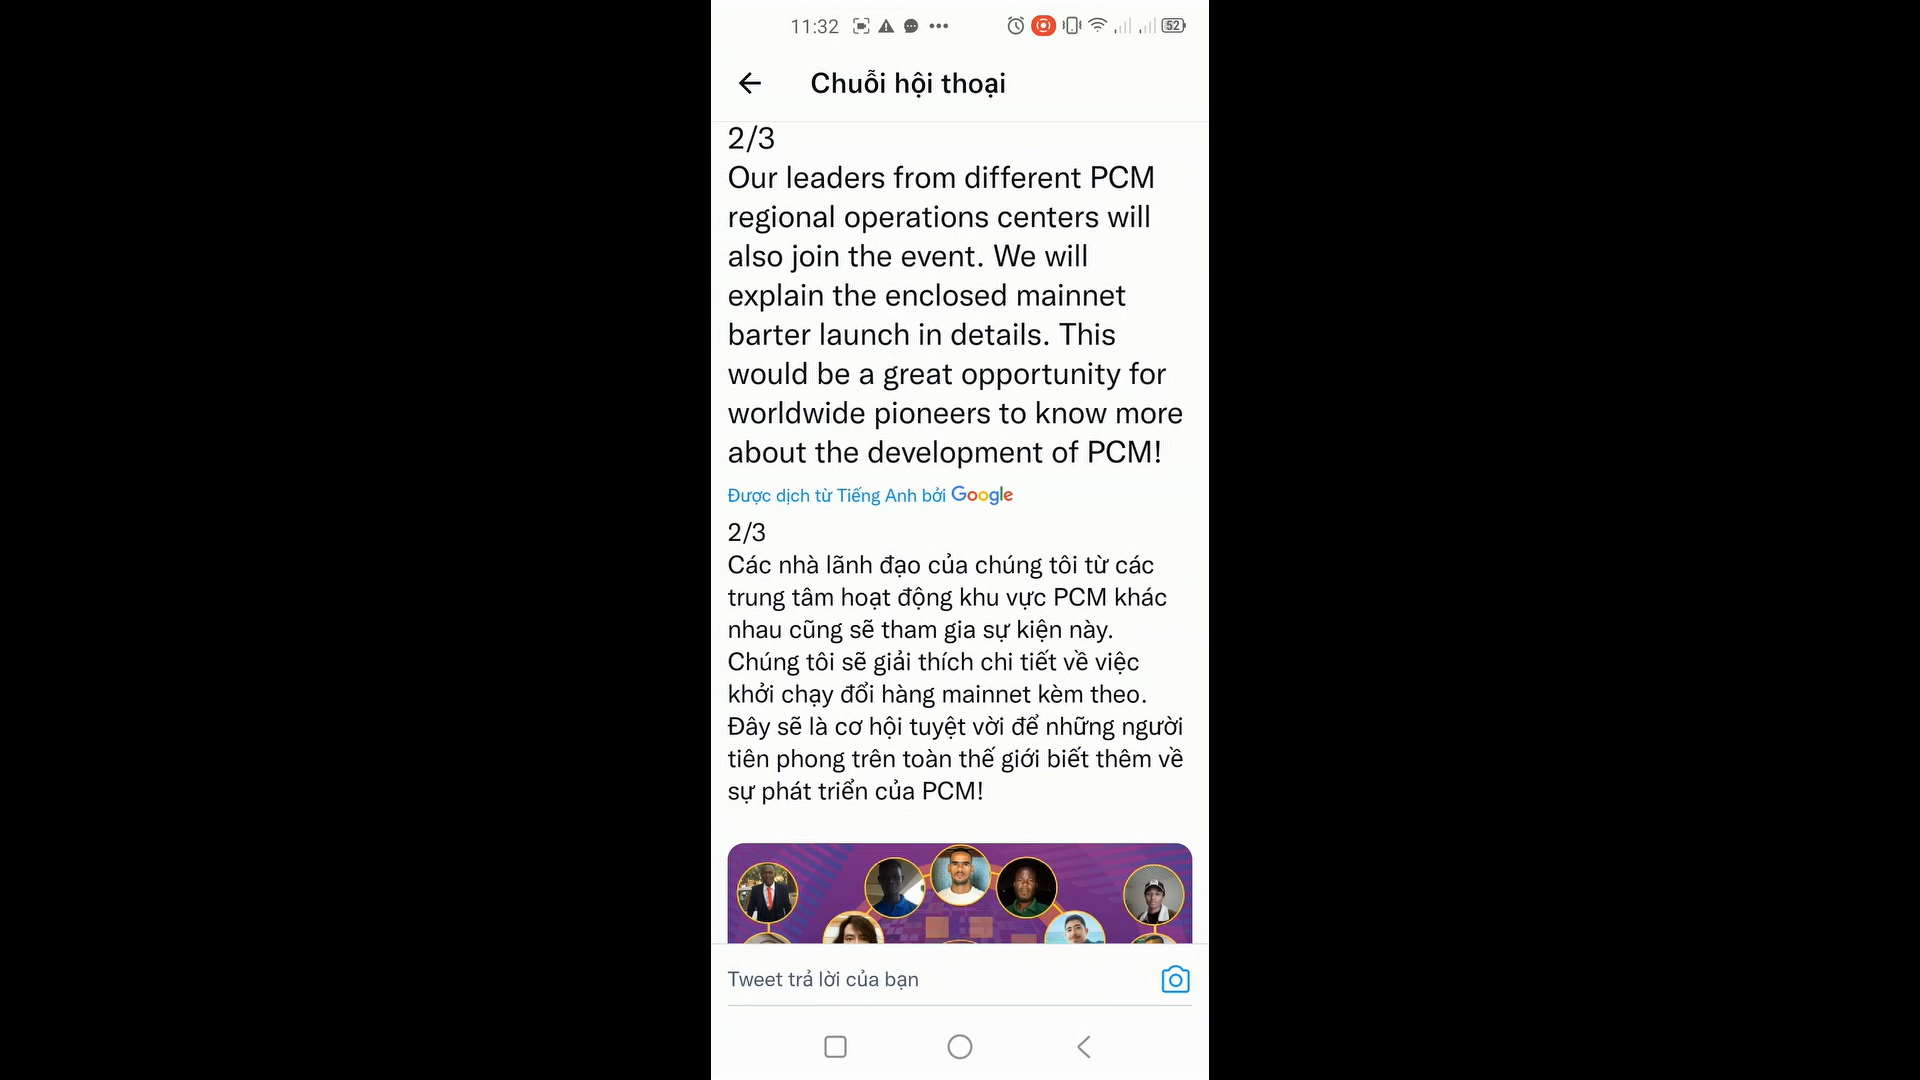 11:32
52
Chuỗi hội thoại
2/3
Our leaders from different PCM
regional operations centers will
also join the event. We will
explain the enclosed mainnet
barter launch in details. This
would be a great opportunity for
worldwide pioneers to know more
about the development of PCM!
Được dịch từ Tiếng Anh bởi Google
2/3
Các nhà lãnh đạo của chúng tôi từ các
trung tâm hoạt động khu vực PCM khác
nhau cũng sẽ tham gia sự kiện này.
Chúng tôi sẽ giải thích chi tiết về việc
khởi chạy đổi hàng mainnet kèm theo.
Đây sẽ là cơ hội tuyệt vời để những người
tiên phong trên toàn thế giới biết thêm về
sự phát triển của PCM!
Tweet trả lời của bạn